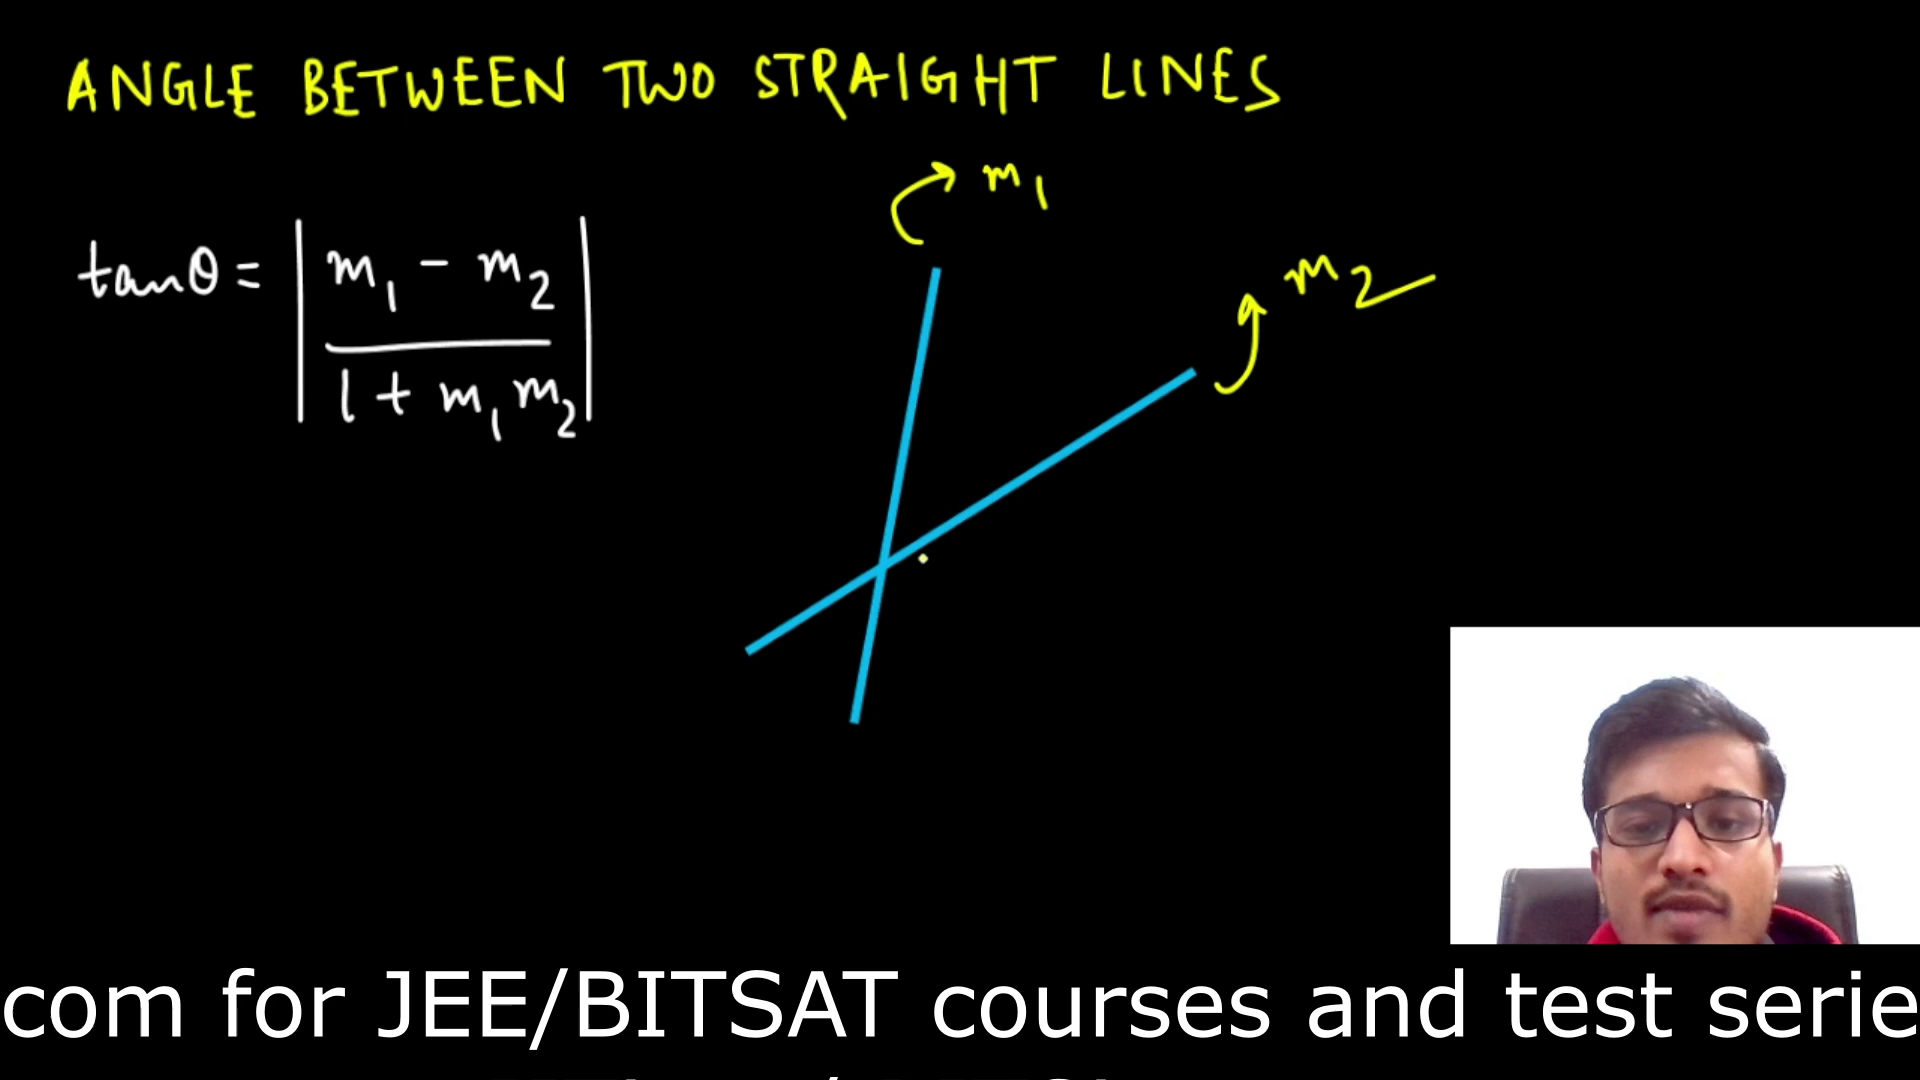 ANGLE BETWEEN TWO STRAIGHT LINES
m₁
m₂
tanθ = | m₁ - m₂ |
1 + m₁m₂
com for JEE/BITSAT courses and test serie